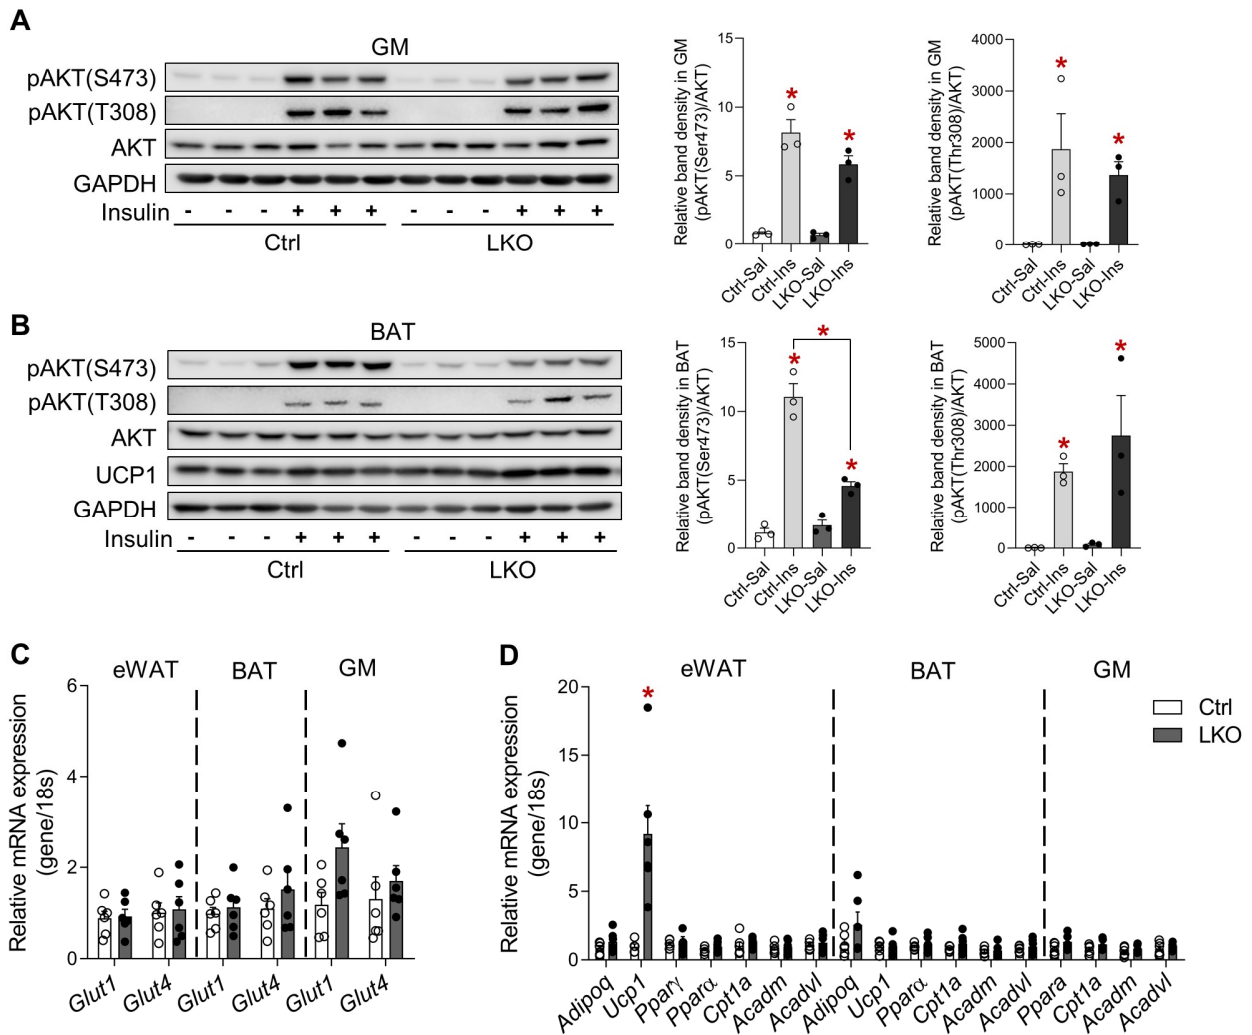 A
GM
pAKT(S473)
pAKT(T308)
AKT
GAPDH
Insulin - - - + + + - - - + + +
Ctrl LKO
Relative band density in GM
(pAKT(Ser473)/AKT)
15
10
5
0
*
*
Ctrl-Sal
Ctrl-Ins
LKO-Sal
LKO-Ins
Relative band density in GM
(pAKT(Thr308)/AKT)
4000
3000
2000
1000
0
*
*
Ctrl-Sal
Ctrl-Ins
LKO-Sal
LKO-Ins
B
BAT
pAKT(S473)
pAKT(T308)
AKT
UCP1
GAPDH
Insulin - - - + + + - - - + + +
Ctrl LKO
Relative band density in BAT
(pAKT(Ser473)/AKT)
15
10
5
0
*
*
*
Ctrl-Sal
Ctrl-Ins
LKO-Sal
LKO-Ins
Relative band density in BAT
(pAKT(Thr308)/AKT)
5000
4000
3000
2000
1000
0
*
*
Ctrl-Sal
Ctrl-Ins
LKO-Sal
LKO-Ins
C
eWAT BAT GM
Relative mRNA expression
(gene/18s)
6
4
2
0
Glut1
Glut4
Glut1
Glut4
Glut1
Glut4
D
eWAT BAT GM
Relative mRNA expression
(gene/18s)
20
15
10
5
0
*
Adipoq
Ucp1
Pparγ
Pparα
Cpt1a
Acadm
Acadvl
Adipoq
Ucp1
Pparα
Cpt1a
Acadm
Acadvl
Ppara
Cpt1a
Acadm
Acadvl
Ctrl
LKO